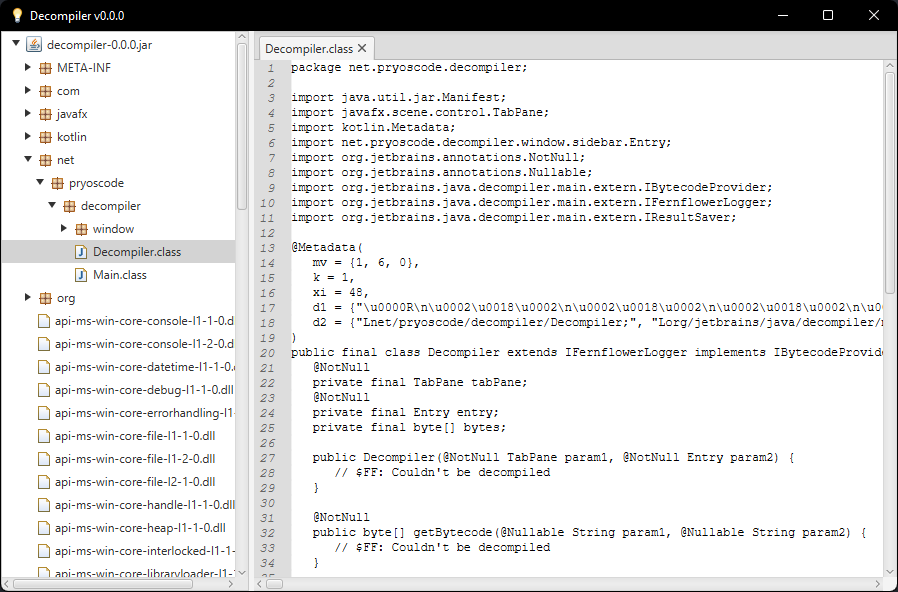 Decompiler v0.0.0
decompiler-0.0.0.jar
META-INF
com
javafx
kotlin
net
pryoscode
decompiler
window
Decompiler.class
Main.class
org
api-ms-win-core-console-l1-1-0.d
api-ms-win-core-console-l1-2-0.d
api-ms-win-core-datetime-l1-1-0.
api-ms-win-core-debug-l1-1-0.dll
api-ms-win-core-errorhandling-l1-
api-ms-win-core-file-l1-1-0.dll
api-ms-win-core-file-l1-2-0.dll
api-ms-win-core-file-l2-1-0.dll
api-ms-win-core-handle-l1-1-0.dll
api-ms-win-core-heap-l1-1-0.dll
api-ms-win-core-interlocked-l1-1-
api-ms-win-core-libraryloader-l1-
Decompiler.class
1 package net.pryoscode.decompiler;
2
3 import java.util.jar.Manifest;
4 import javafx.scene.control.TabPane;
5 import kotlin.Metadata;
6 import net.pryoscode.decompiler.window.sidebar.Entry;
7 import org.jetbrains.annotations.NotNull;
8 import org.jetbrains.annotations.Nullable;
9 import org.jetbrains.java.decompiler.main.extern.IBytecodeProvider;
10 import org.jetbrains.java.decompiler.main.extern.IFernflowerLogger;
11 import org.jetbrains.java.decompiler.main.extern.IResultSaver;
12
13 @Metadata(
14 mv = {1, 6, 0},
15 k = 1,
16 xi = 48,
17 d1 = {"\u0000R\n\u0002\u0018\u0002\n\u0002\u0018\u0002\n\u0002\u0018\u0002\n\u0
18 d2 = {"Lnet/pryoscode/decompiler/Decompiler;", "Lorg/jetbrains/java/decompiler/
19 )
20 public final class Decompiler extends IFernflowerLogger implements IBytecodeProvide
21 @NotNull
22 private final TabPane tabPane;
23 @NotNull
24 private final Entry entry;
25 private final byte[] bytes;
26
27 public Decompiler(@NotNull TabPane param1, @NotNull Entry param2) {
28 // $FF: Couldn't be decompiled
29 }
30
31 @NotNull
32 public byte[] getBytecode(@Nullable String param1, @Nullable String param2) {
33 // $FF: Couldn't be decompiled
34 }